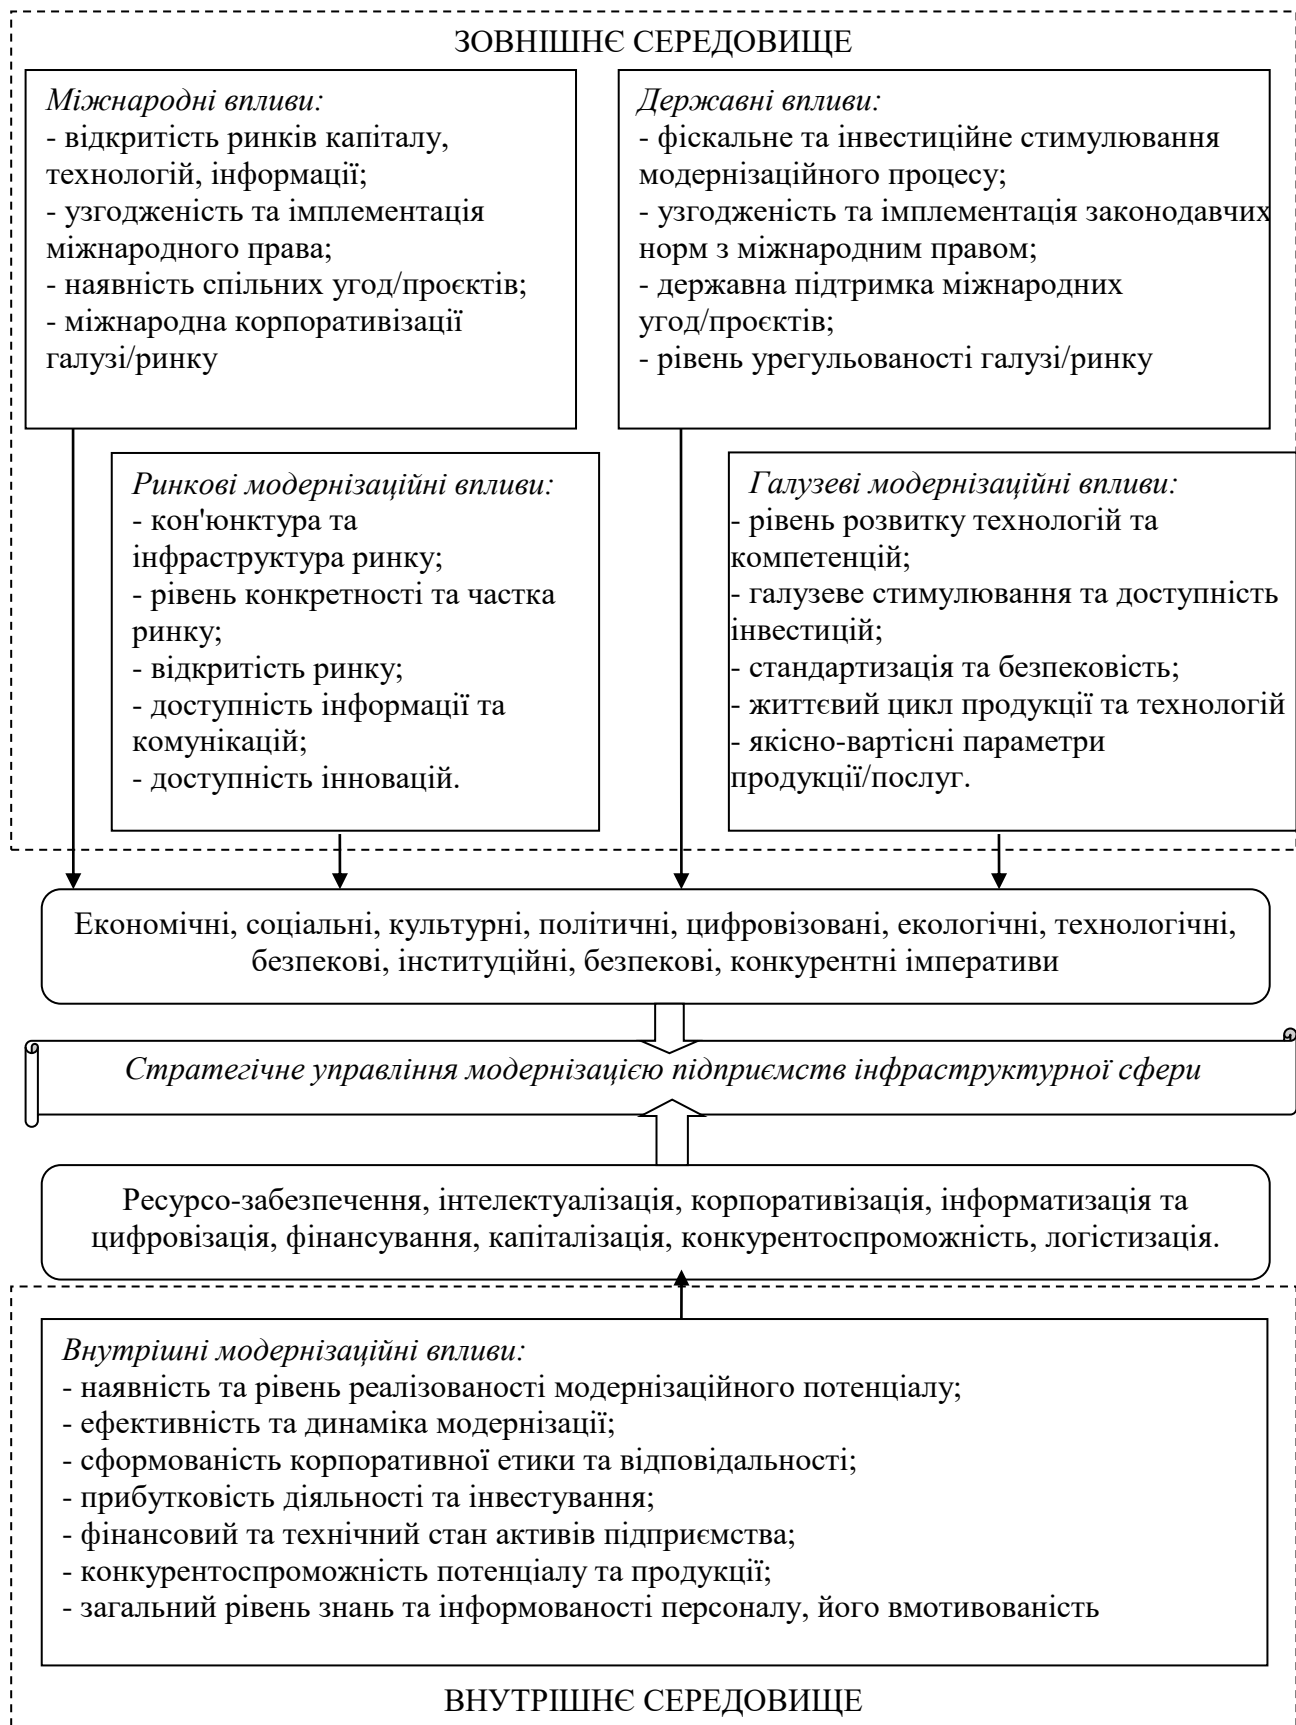 ЗОВНІШНЄ СЕРЕДОВИЩЕ
Міжнародні впливи:
- відкритість ринків капіталу,
технологій, інформації;
- узгодженість та імплементація
міжнародного права;
- наявність спільних угод/проєктів;
- міжнародна корпоративізації
галузі/ринку
Державні впливи:
- фіскальне та інвестиційне стимулювання
модернізаційного процесу;
- узгодженість та імплементація законодавчих
норм з міжнародним правом;
- державна підтримка міжнародних
угод/проєктів;
- рівень урегульованості галузі/ринку
Ринкові модернізаційні впливи:
- кон'юнктура та
інфраструктура ринку;
- рівень конкретності та частка
ринку;
- відкритість ринку;
- доступність інформації та
комунікацій;
- доступність інновацій.
Галузеві модернізаційні впливи:
- рівень розвитку технологій та
компетенцій;
- галузеве стимулювання та доступність
інвестицій;
- стандартизація та безпековість;
- життєвий цикл продукції та технологій
- якісно-вартісні параметри
продукції/послуг.
Економічні, соціальні, культурні, політичні, цифровізовані, екологічні, технологічні,
безпекові, інституційні, безпекові, конкурентні імперативи
Стратегічне управління модернізацією підприємств інфраструктурної сфери
Ресурсо-забезпечення, інтелектуалізація, корпоративізація, інформатизація та
цифровізація, фінансування, капіталізація, конкурентоспроможність, логістизація.
Внутрішні модернізаційні впливи:
- наявність та рівень реалізованості модернізаційного потенціалу;
- ефективність та динаміка модернізації;
- сформованість корпоративної етики та відповідальності;
- прибутковість діяльності та інвестування;
- фінансовий та технічний стан активів підприємства;
- конкурентоспроможність потенціалу та продукції;
- загальний рівень знань та інформованості персоналу, його вмотивованість
ВНУТРІШНЄ СЕРЕДОВИЩЕ